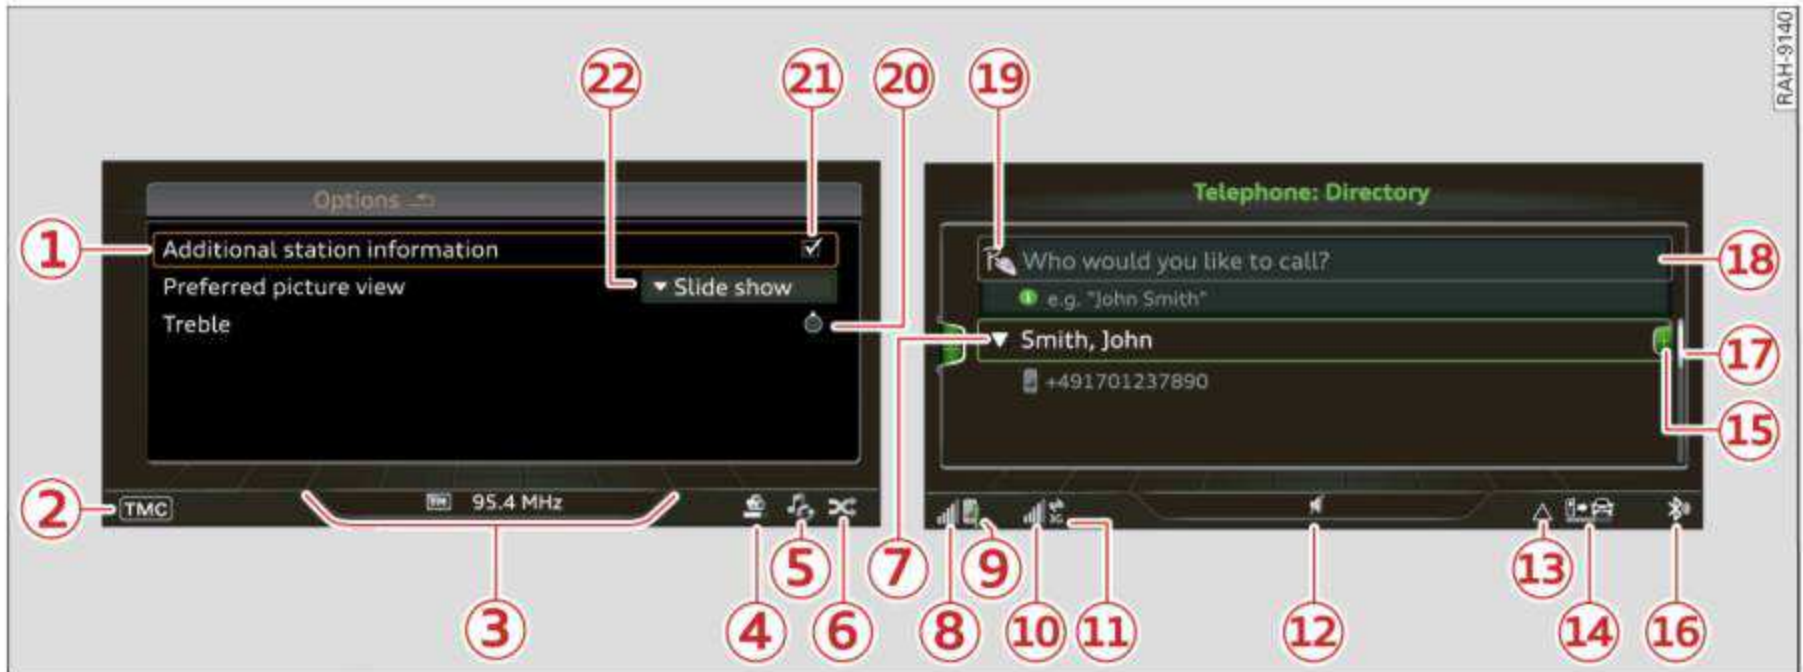 RAH-9140
22
21
20
19
Options
1
Additional station information
Preferred picture view
Slide show
Treble
2
TMC
FM 95.4 MHz
3
4
5
6
Telephone: Directory
Who would you like to call?
18
e.g. "John Smith"
Smith, John
17
+491701237890
15
3G
7
8
9
10
11
12
13
14
16